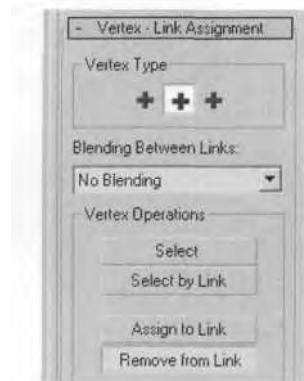 - Vertex - Link Assignment
Vertex Type
Blending Between Links:
No Blending
Vertex Operations
Select
Select by Link
Assign to Link
Remove from Link